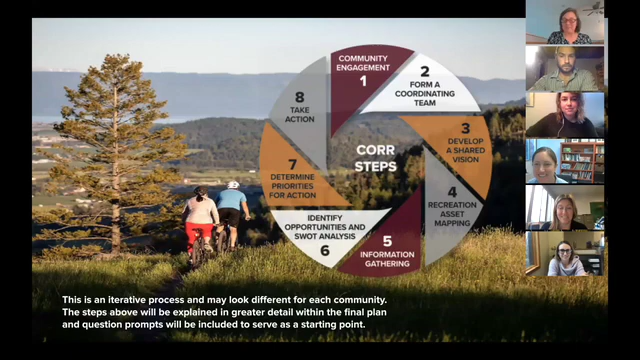 COMMUNITY
ENGAGEMENT
1
2
FORM A
COORDINATING
TEAM
3
DEVELOP
A SHARED
VISION
4
RECREATION
ASSET
MAPPING
5
INFORMATION
GATHERING
IDENTIFY
OPPORTUNITIES AND
SWOT ANALYSIS
6
7
DETERMINE
PRIORITIES
FOR ACTION
8
TAKE
ACTION
CORR
STEPS
This is an iterative process and may look different for each community.
The steps above will be explained in greater detail within the final plan
and question prompts will be included to serve as a starting point.